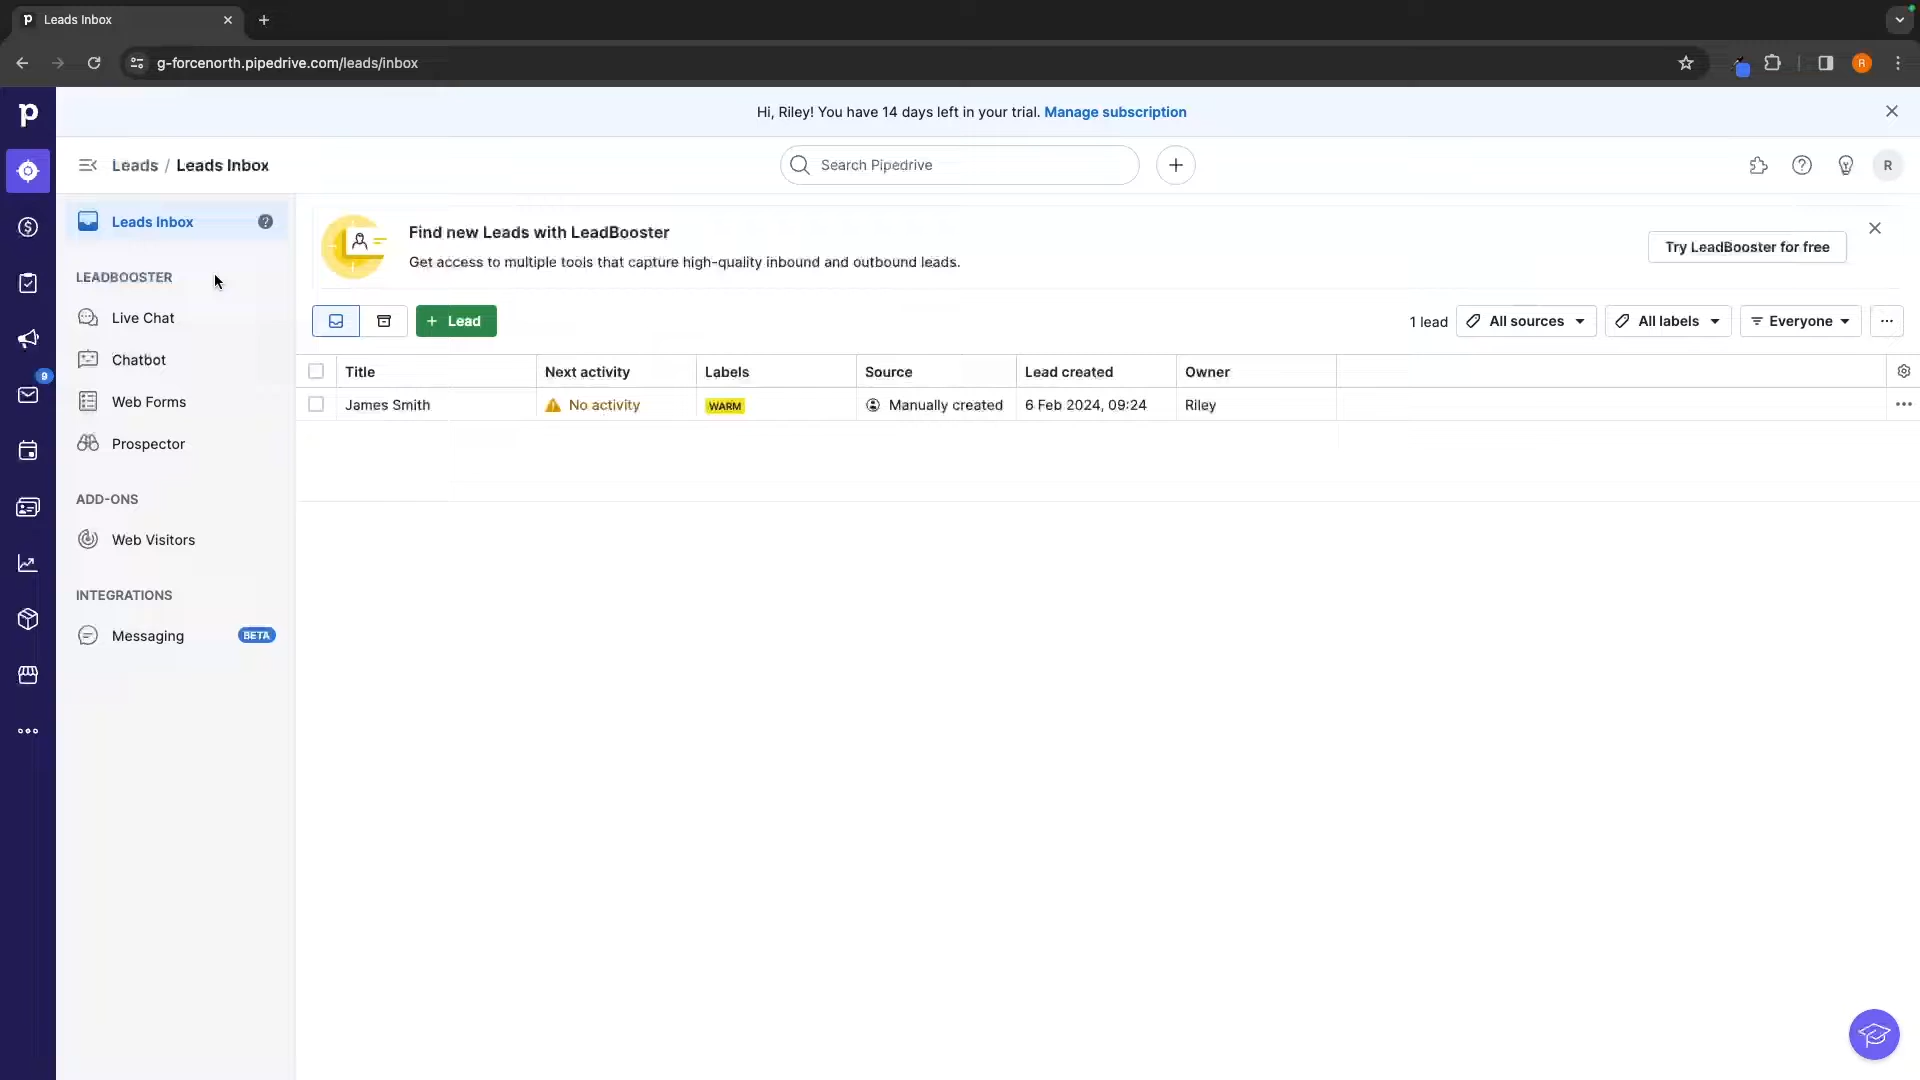 Leads Inbox
g-forcenorth.pipedrive.com/leads/inbox
R
Hi, Riley! You have 14 days left in your trial. Manage subscription
Leads / Leads Inbox
Search Pipedrive
R
Leads Inbox
Find new Leads with LeadBooster
Get access to multiple tools that capture high-quality inbound and outbound leads.
Try LeadBooster for free
LEADBOOSTER
Live Chat
Chatbot
Web Forms
Prospector
ADD-ONS
Web Visitors
INTEGRATIONS
Messaging BETA
9
+ Lead
1 lead All sources All labels Everyone
Title Next activity Labels Source Lead created Owner
James Smith No activity WARM Manually created 6 Feb 2024, 09:24 Riley